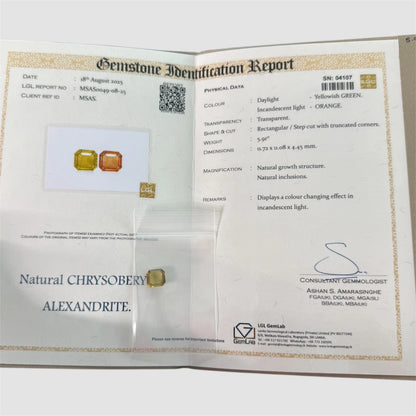 Gemstone Identification Report
DATE : 18th August 2025
LGL REPORT No : MSAS0049-08-25
CLIENT REF ID : MSAS.
LGL
Natural CHRYSOBERY
ALEXANDRITE.
SN: 04107
PHYSICAL DATA
COLOUR : Daylight - Yellowish GREEN.
Incandescent light - ORANGE.
TRANSPARENCY : Transparent.
SHAPE & CUT : Rectangular / Step cut with truncated corners.
WEIGHT : 5.91ct
DIMENSIONS : 11.72 x 11.08 x 4.45 mm.
MAGNIFICATION : Natural growth structure.
Natural inclusions.
REMARKS : Displays a colour changing effect in
incandescent light.
CONSULTANT GEMMOLOGIST
ASHAN S. AMARASINGHE
LGL GemLab
GEMLAB